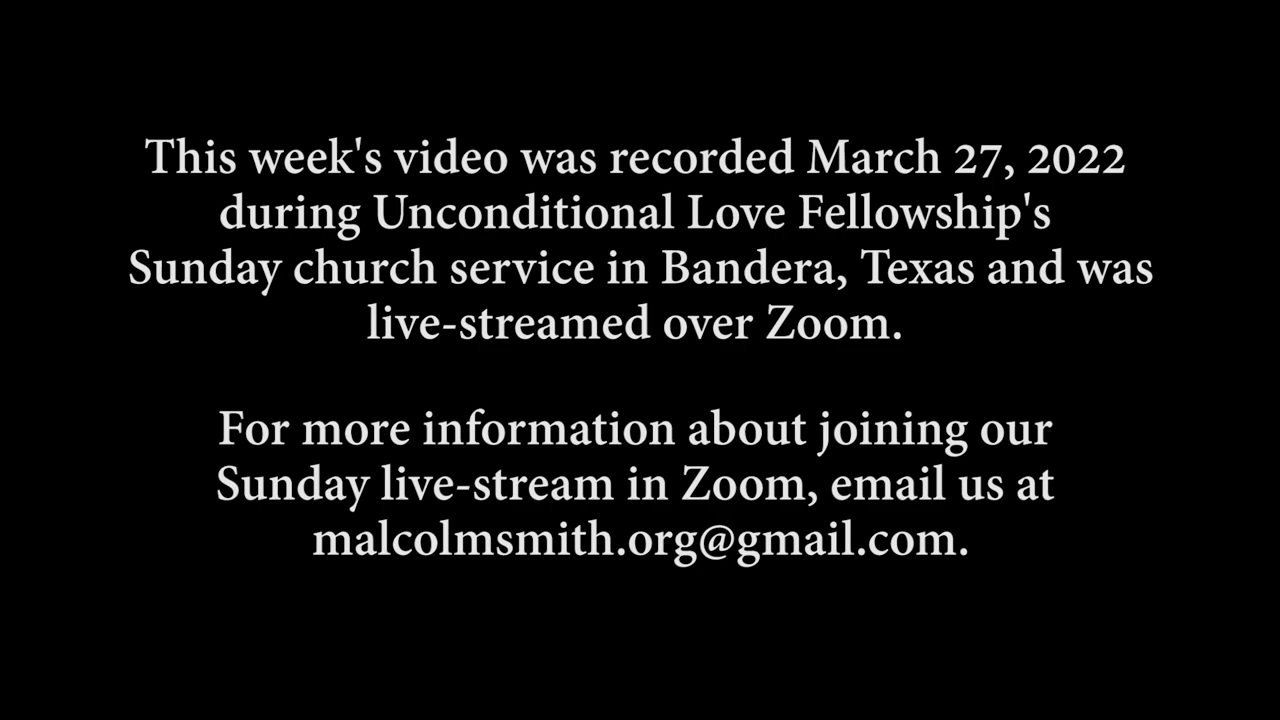 This week's video was recorded March 27, 2022
during Unconditional Love Fellowship's
Sunday church service in Bandera, Texas and was
live-streamed over Zoom.
For more information about joining our
Sunday live-stream in Zoom, email us at
malcolmsmith.org@gmail.com.